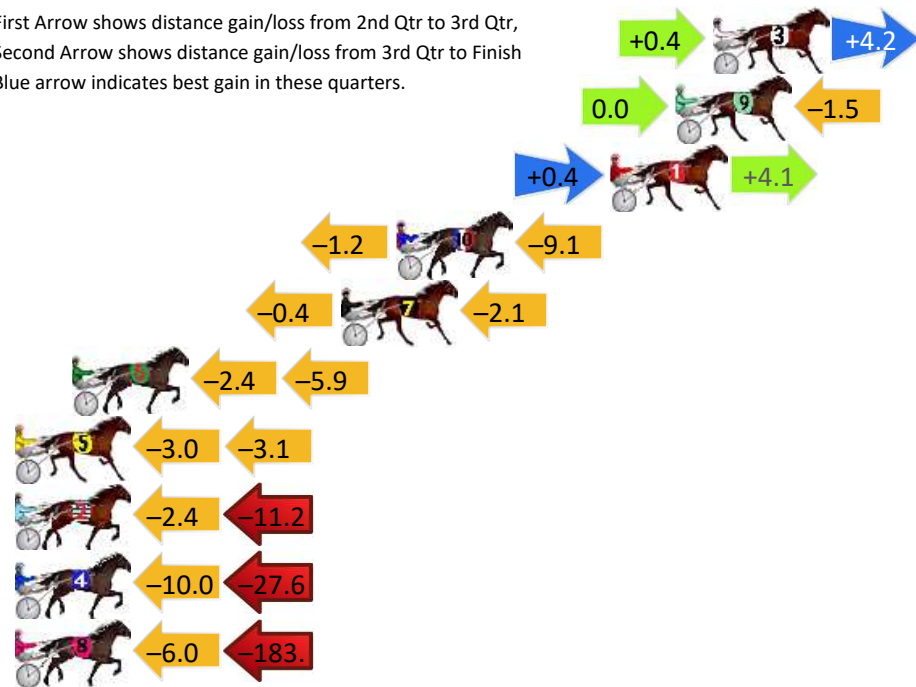 First Arrow shows distance gain/loss from 2nd Qtr to 3rd Qtr,
Second Arrow shows distance gain/loss from 3rd Qtr to Finish
Blue arrow indicates best gain in these quarters.
+0.4 3 +4.2
0.0 9 –1.5
+0.4 1 +4.1
–1.2 10 –9.1
–0.4 7 –2.1
6 –2.4 –5.9
5 –3.0 –3.1
2 –2.4 –11.2
4 –10.0 –27.6
8 –6.0 –183.